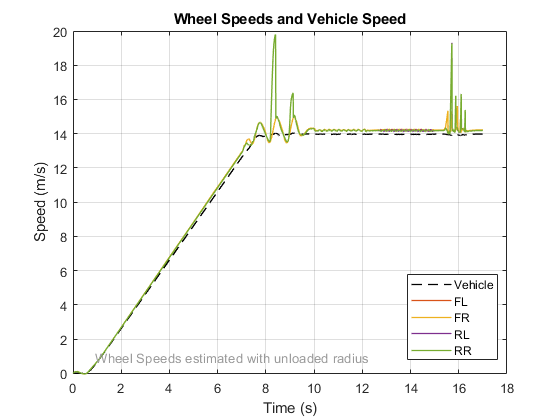 Wheel Speeds and Vehicle Speed
20
18
16
14
12
10
8
6
4
2
0
Speed (m/s)
Vehicle
FL
FR
RL
RR
Wheel Speeds estimated with unloaded radius
0 2 4 6 8 10 12 14 16 18
Time (s)